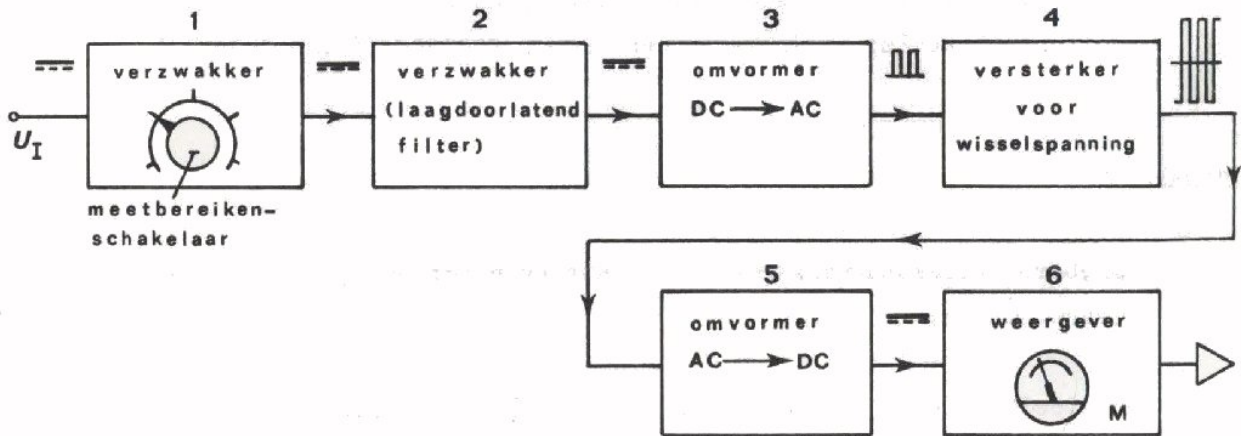 1
verzwakker
U_I
meetbereiken-
schakelaar
2
verzwakker
(laagdoorlatend
filter)
3
omvormer
DC → AC
4
versterker
voor
wisselspanning
5
omvormer
AC → DC
6
weergever
M